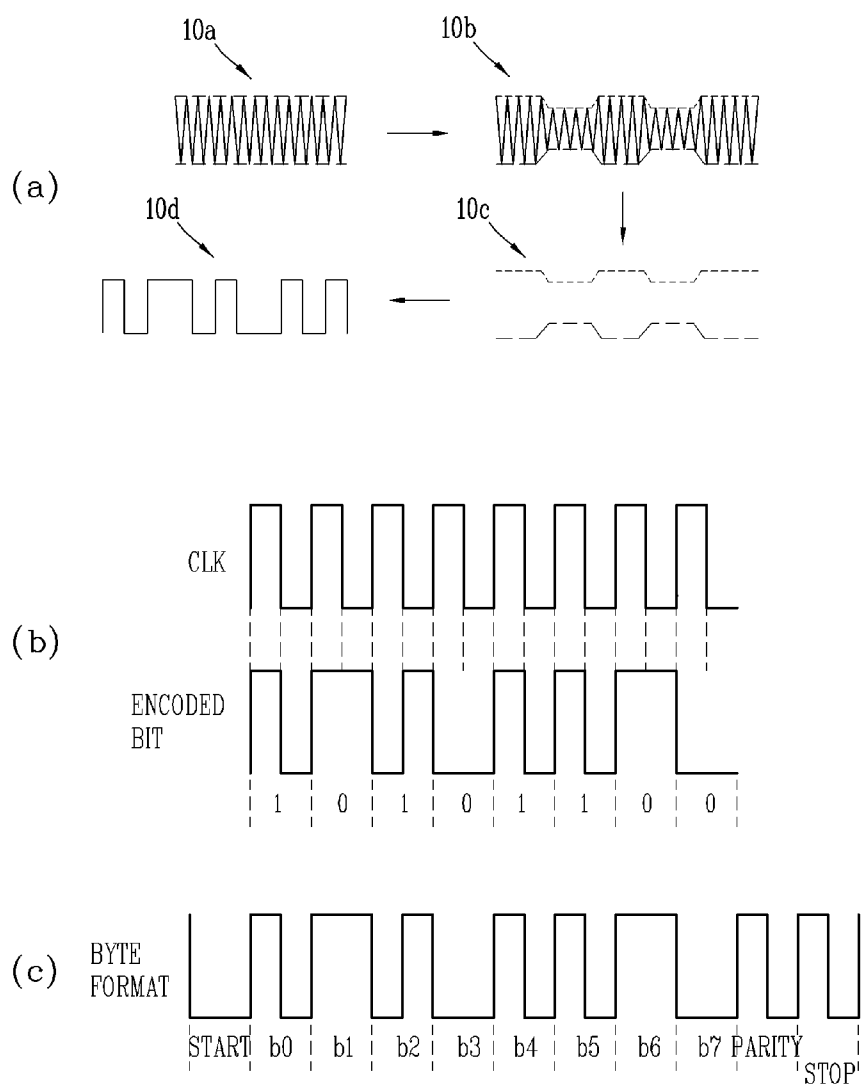 10a
10b
(a)
10d
10c
CLK
(b)
ENCODED
BIT
1 0 1 0 1 1 0 0
(c)
BYTE
FORMAT
START b0 b1 b2 b3 b4 b5 b6 b7 PARITY
STOP